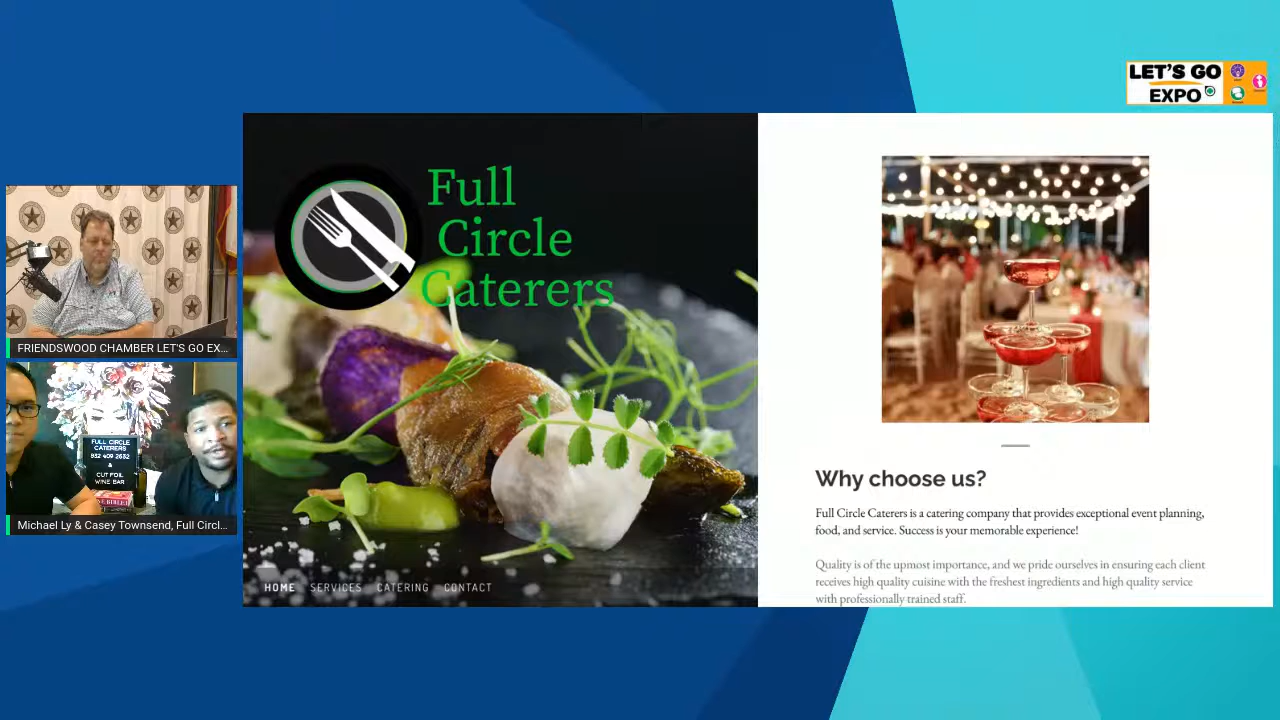 LET'S GO
EXPO
Full
Circle
Caterers
FRIENDSWOOD CHAMBER LET'S GO EX...
FULL CIRCLE
CATERERS
832 409 2632
&
CUT FOIL
WINE BAR
Michael Ly & Casey Townsend, Full Circl...
HOME SERVICES CATERING CONTACT
Why choose us?
Full Circle Caterers is a catering company that provides exceptional event planning,
food, and service. Success is your memorable experience!
Quality is of the upmost importance, and we pride ourselves in ensuring each client
receives high quality cuisine with the freshest ingredients and high quality service
with professionally trained staff.